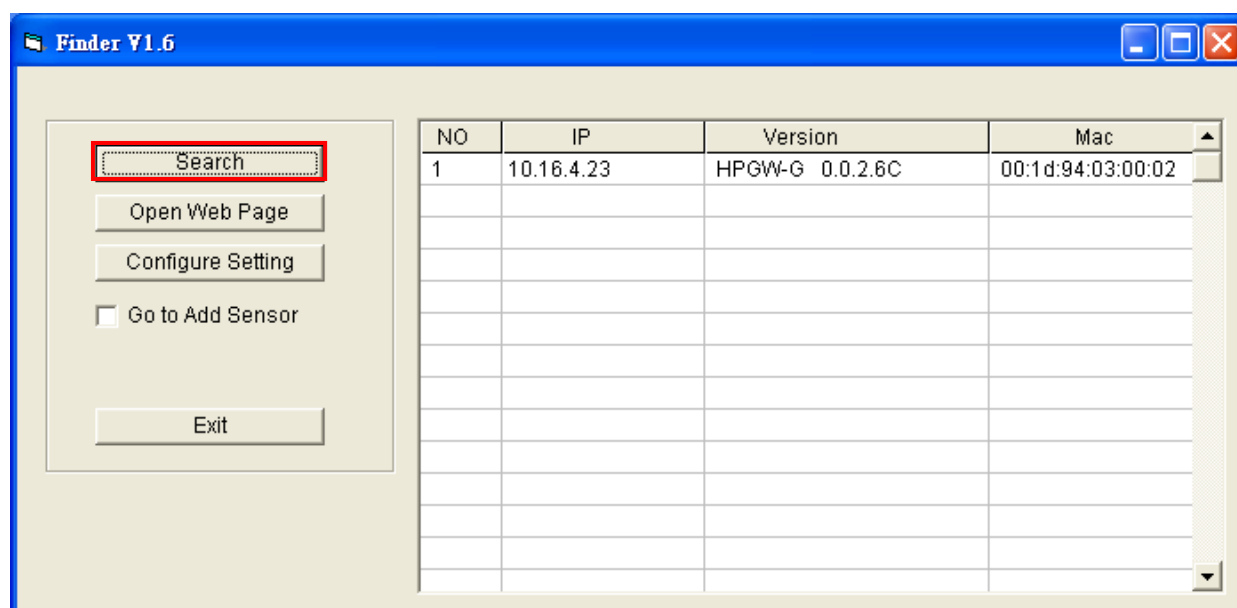 Finder V1.6
Search
Open Web Page
Configure Setting
Go to Add Sensor
Exit
NO IP Version Mac
1 10.16.4.23 HPGW-G 0.0.2.6C 00:1d:94:03:00:02